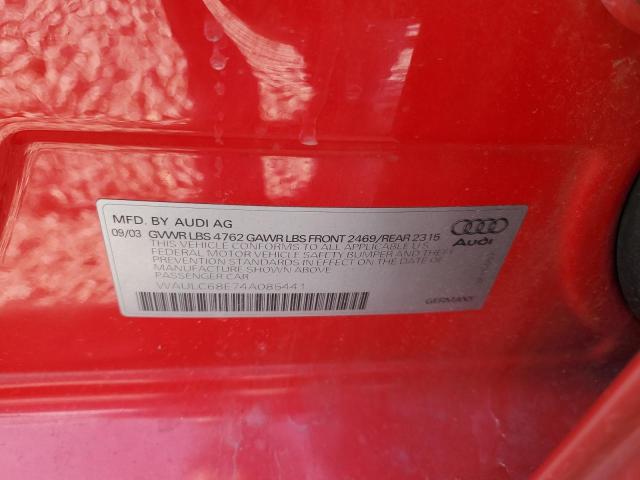 MFD. BY AUDI AG
09/03 GVWR LBS 4762 GAWR LBS FRONT 2469/REAR 2315
THIS VEHICLE CONFORMS TO ALL APPLICABLE U.S.
FEDERAL MOTOR VEHICLE SAFETY BUMPER AND THEFT
PREVENTION STANDARDS IN EFFECT ON THE DATE OF
MANUFACTURE SHOWN ABOVE
PASSENGER CAR
WAULC68E74A085441
Audi
GERMANY